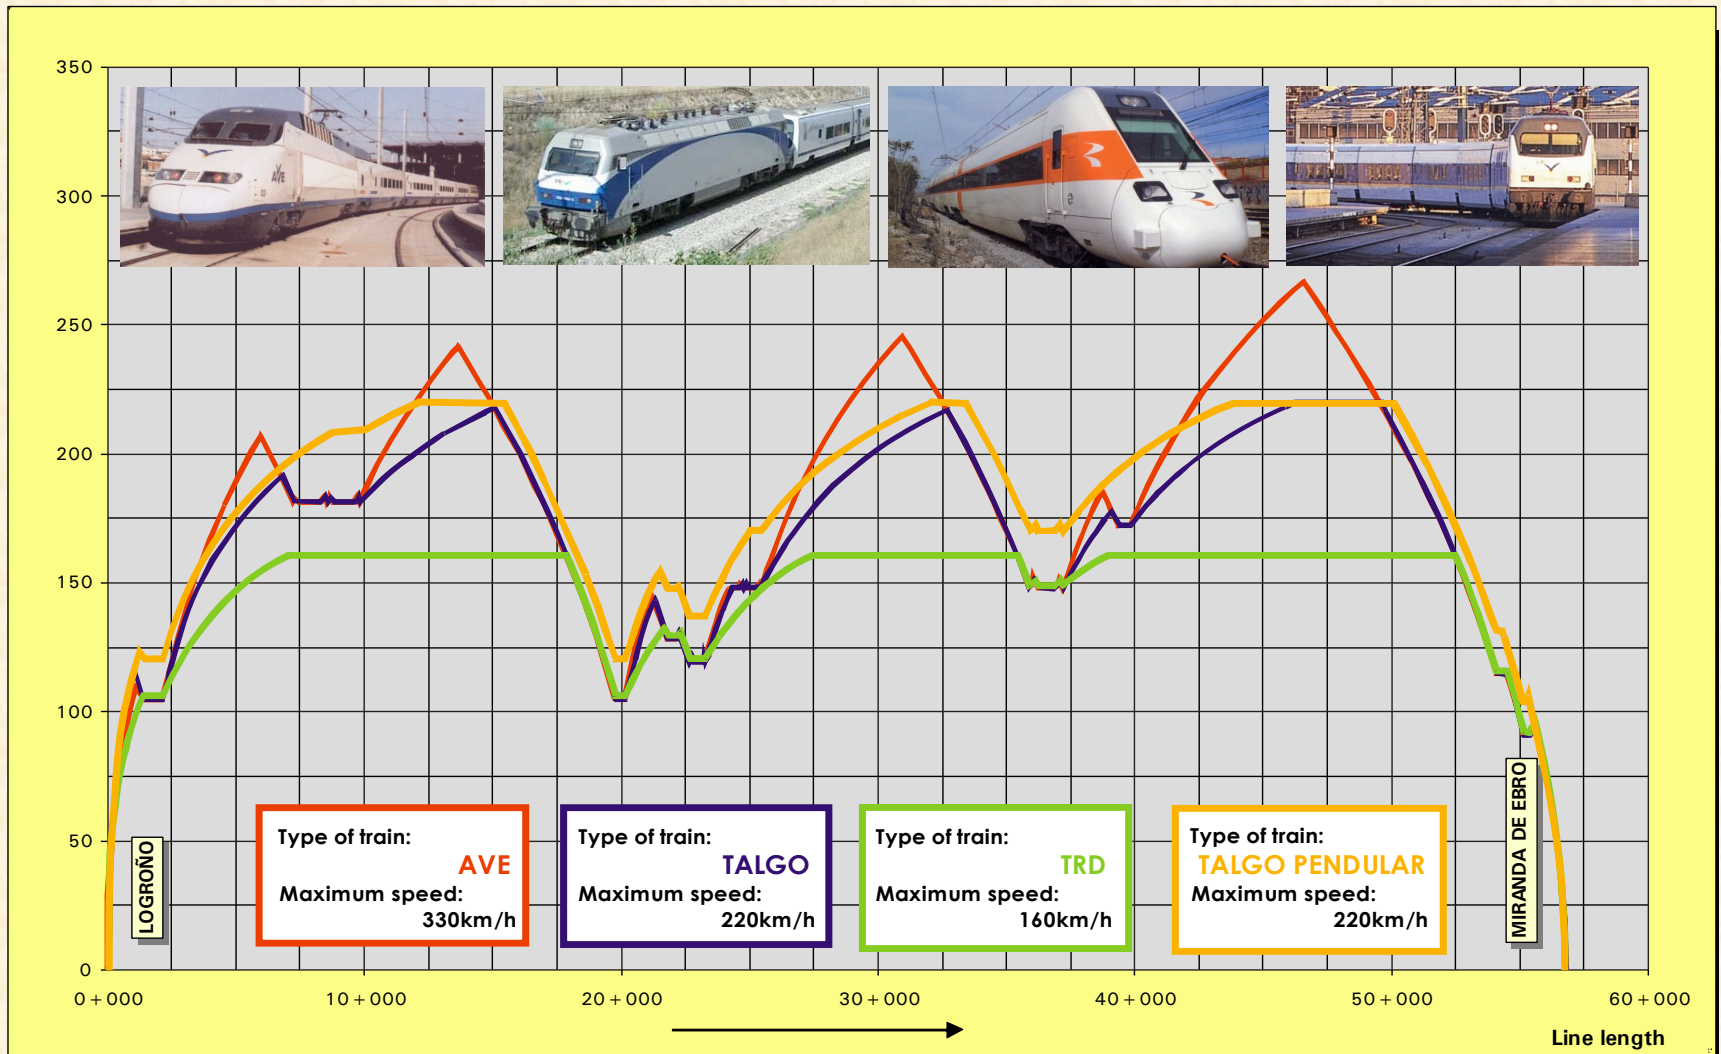 350
300
250
200
150
100
50
0
AVE
LOGROÑO
Type of train:
AVE
Maximum speed:
330km/h
Type of train:
TALGO
Maximum speed:
220km/h
Type of train:
TRD
Maximum speed:
160km/h
Type of train:
TALGO PENDULAR
Maximum speed:
220km/h
MIRANDA DE EBRO
0+000 10+000 20+000 30+000 40+000 50+000 60+000
Line length